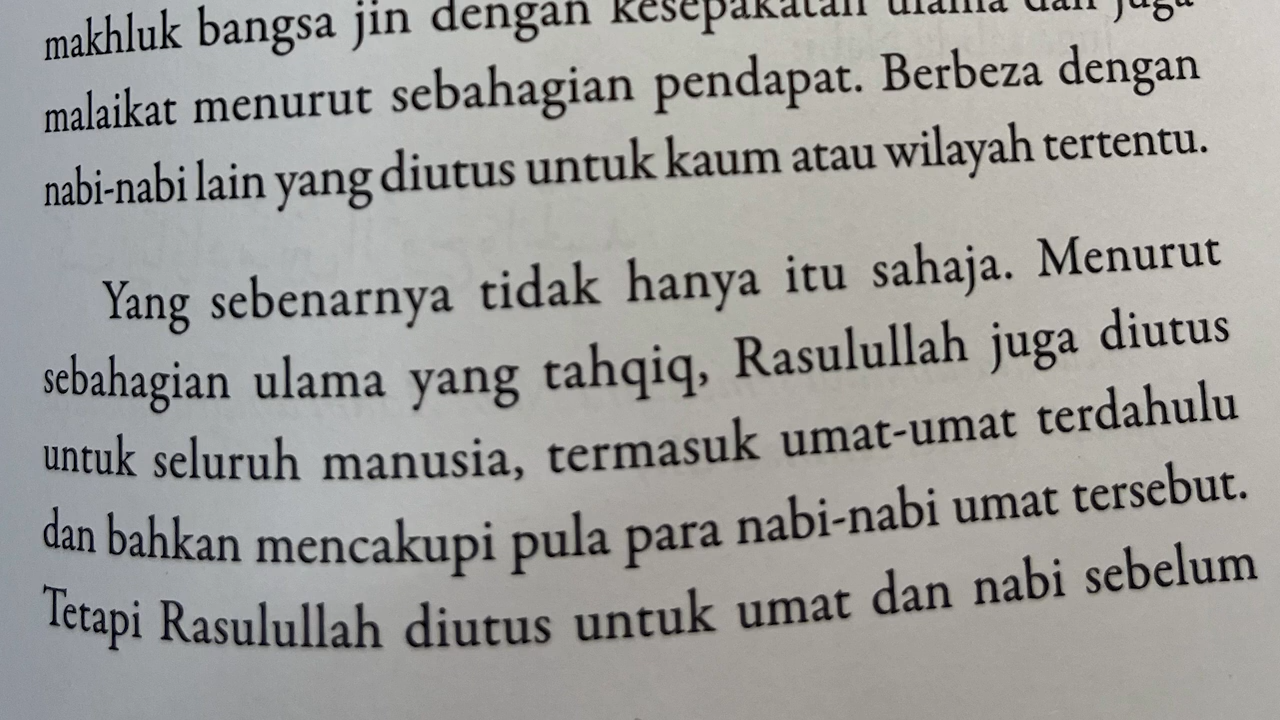 makhluk bangsa jin dengan kesepakatan ulama dan juga
malaikat menurut sebahagian pendapat. Berbeza dengan
nabi-nabi lain yang diutus untuk kaum atau wilayah tertentu.
Yang sebenarnya tidak hanya itu sahaja. Menurut
sebahagian ulama yang tahqiq, Rasulullah juga diutus
untuk seluruh manusia, termasuk umat-umat terdahulu
dan bahkan mencakupi pula para nabi-nabi umat tersebut.
Tetapi Rasulullah diutus untuk umat dan nabi sebelum